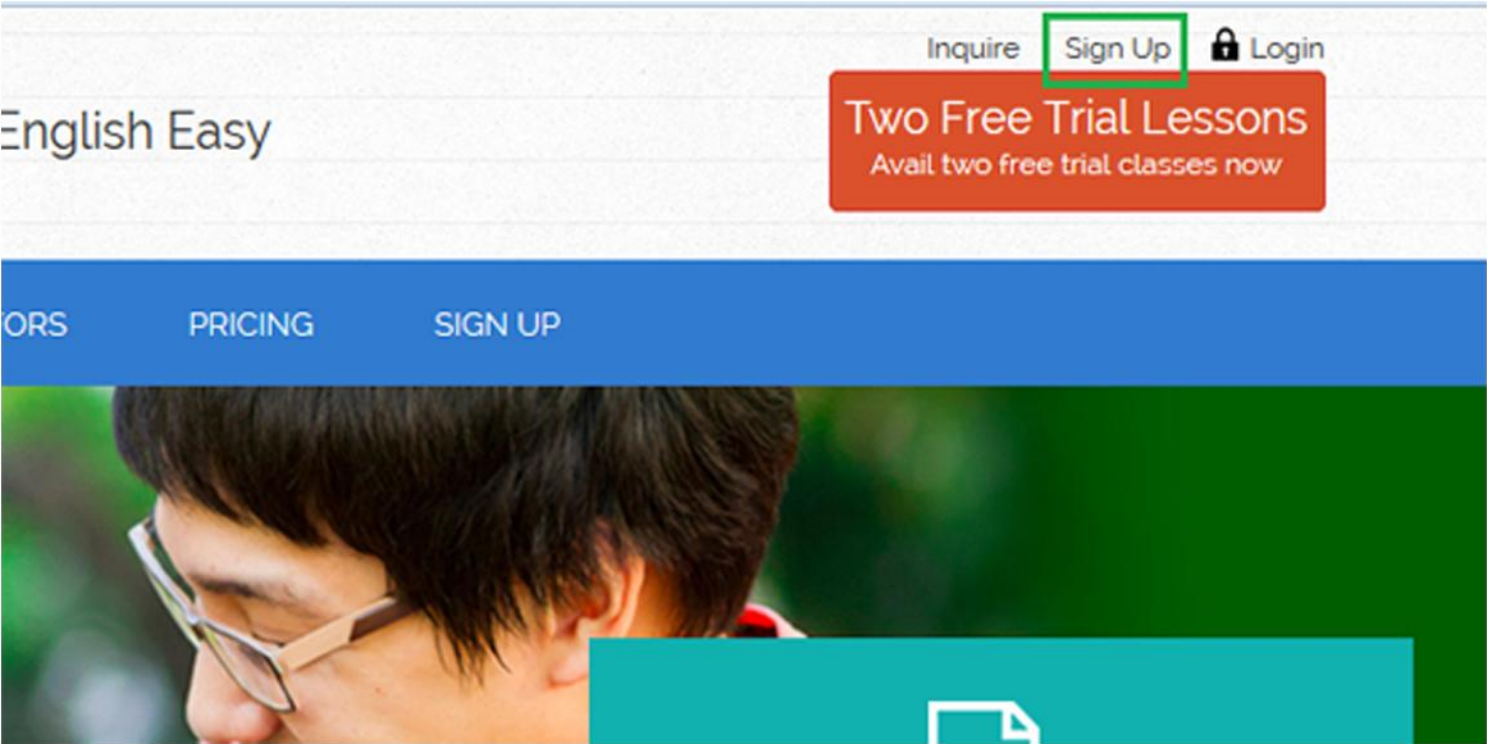 Inquire Sign Up Login
English Easy
Two Free Trial Lessons
Avail two free trial classes now
PRICING SIGN UP